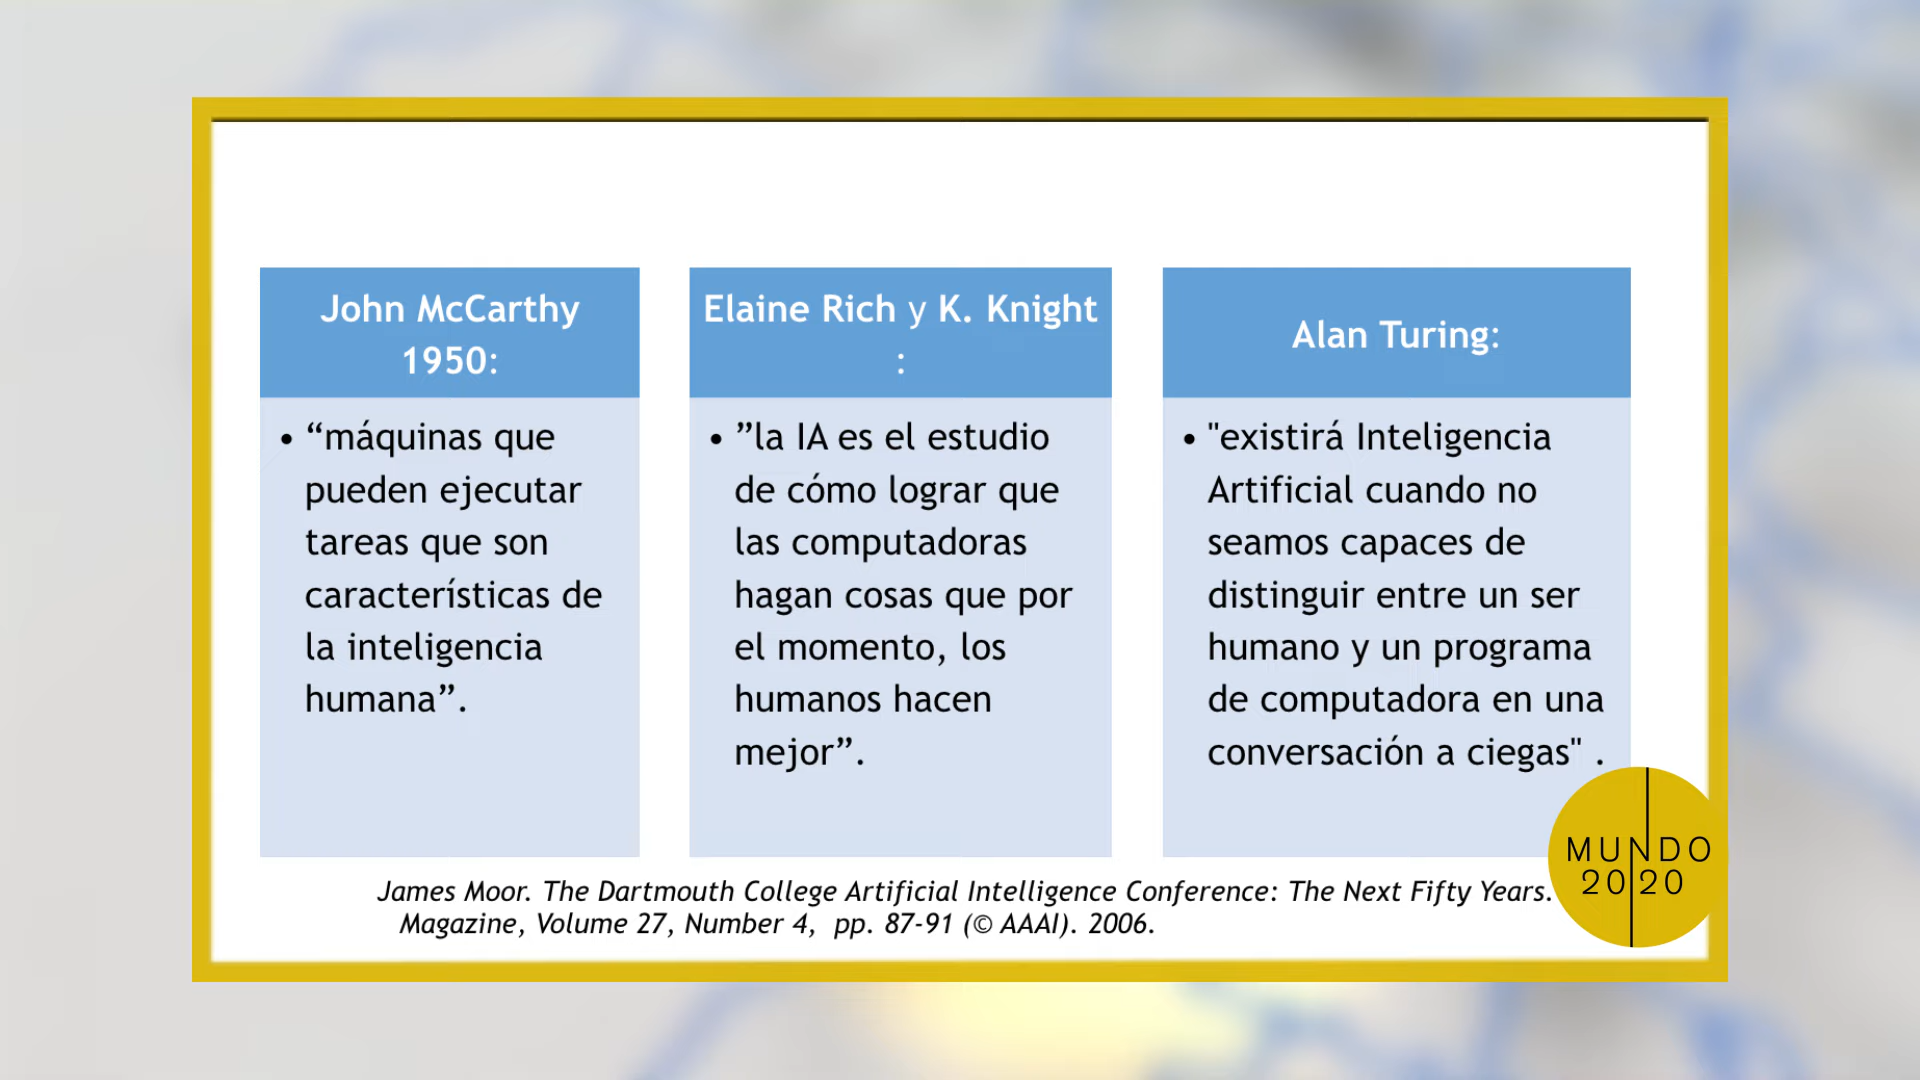 John McCarthy
1950:
• “máquinas que
pueden ejecutar
tareas que son
características de
la inteligencia
humana”.
Elaine Rich y K. Knight
:
• ”la IA es el estudio
de cómo lograr que
las computadoras
hagan cosas que por
el momento, los
humanos hacen
mejor”.
Alan Turing:
• "existirá Inteligencia
Artificial cuando no
seamos capaces de
distinguir entre un ser
humano y un programa
de computadora en una
conversación a ciegas" .
James Moor. The Dartmouth College Artificial Intelligence Conference: The Next Fifty Years.
Magazine, Volume 27, Number 4, pp. 87-91 (© AAAI). 2006.
MUNDO
2020